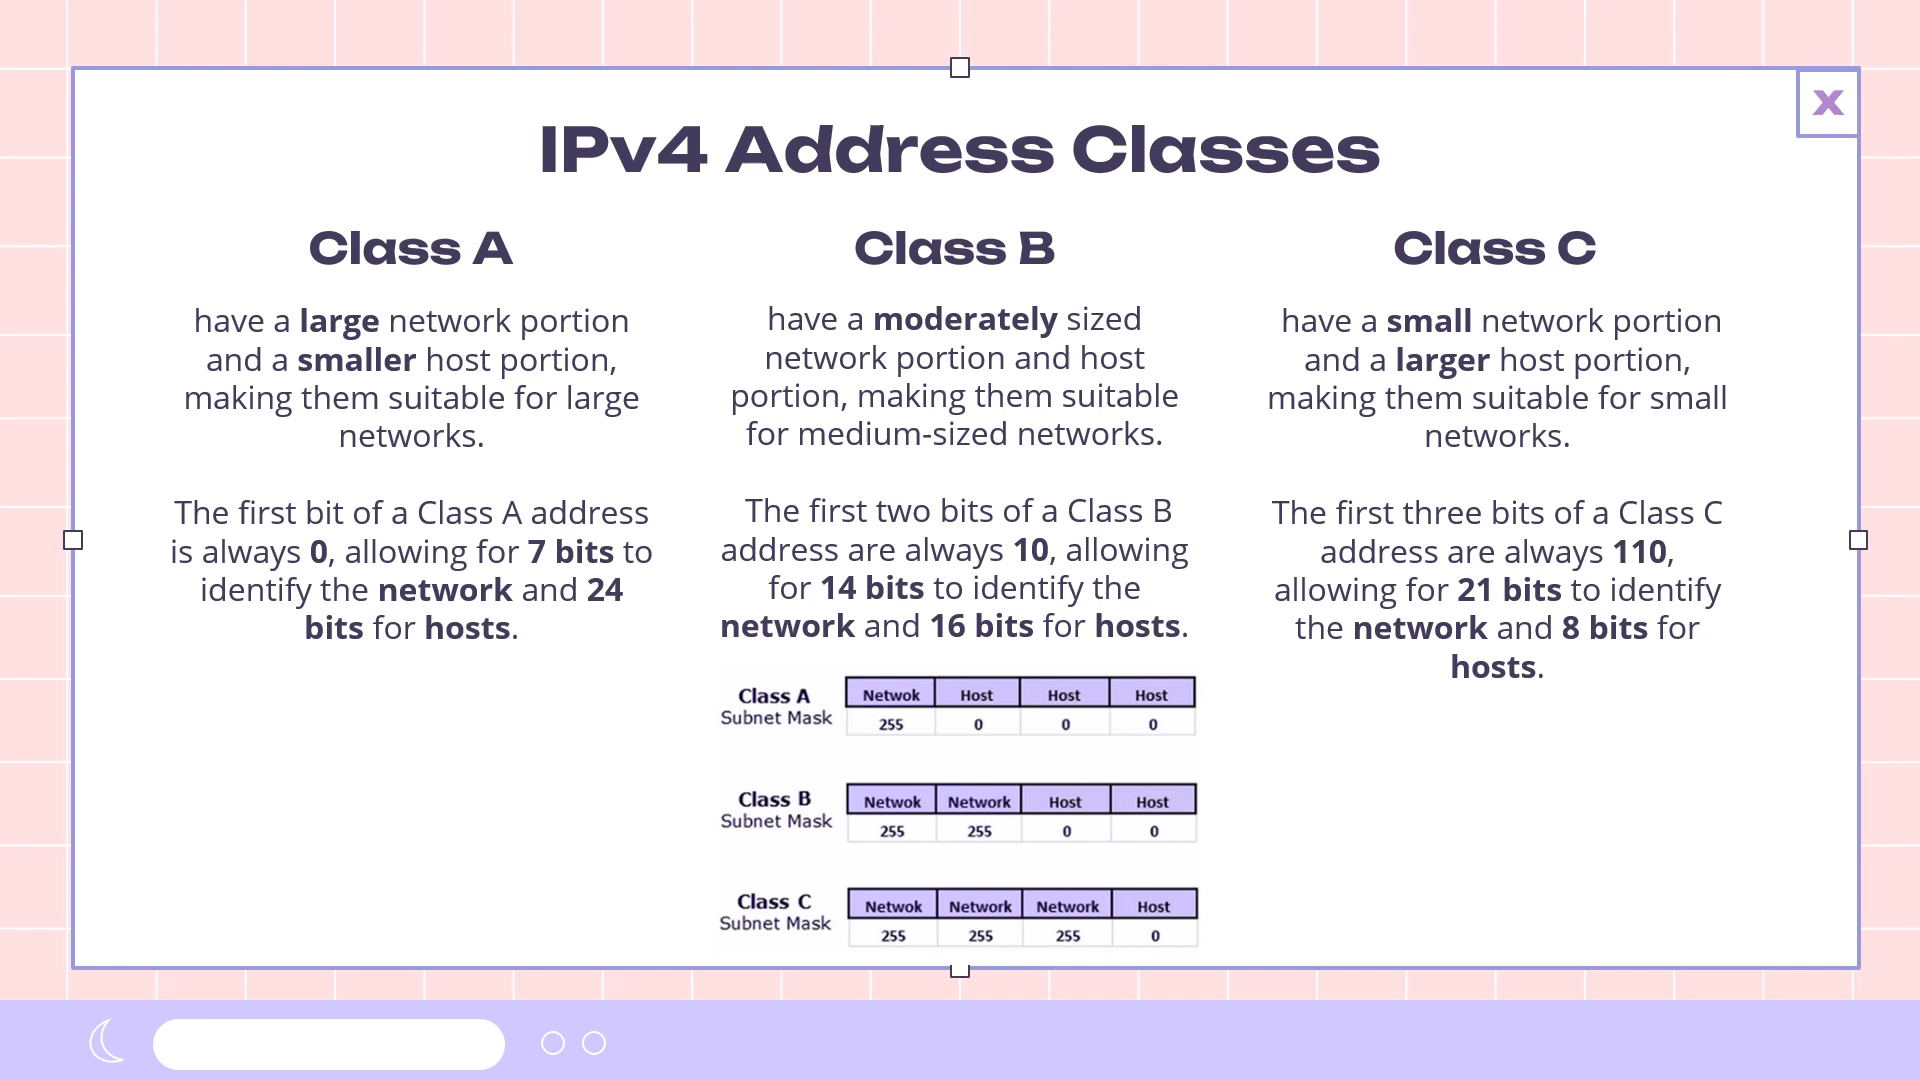 X
IPv4 Address Classes
Class A
have a large network portion
and a smaller host portion,
making them suitable for large
networks.
The first bit of a Class A address
is always 0, allowing for 7 bits to
identify the network and 24
bits for hosts.
Class B
have a moderately sized
network portion and host
portion, making them suitable
for medium-sized networks.
The first two bits of a Class B
address are always 10, allowing
for 14 bits to identify the
network and 16 bits for hosts.
Class C
have a small network portion
and a larger host portion,
making them suitable for small
networks.
The first three bits of a Class C
address are always 110,
allowing for 21 bits to identify
the network and 8 bits for
hosts.
Class A Netwok Host Host Host
Subnet Mask 255 0 0 0
Class B Netwok Network Host Host
Subnet Mask 255 255 0 0
Class C Netwok Network Network Host
Subnet Mask 255 255 255 0